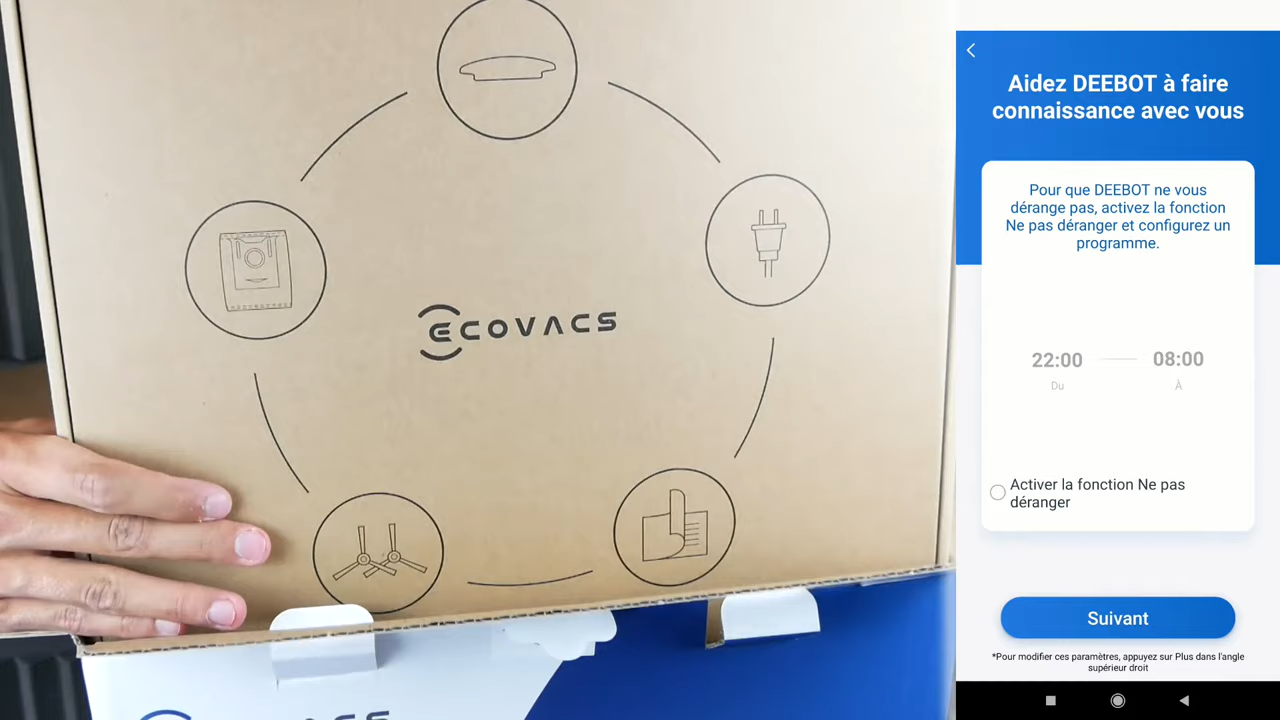 ECOVACS
Aidez DEEBOT à faire
connaissance avec vous
Pour que DEEBOT ne vous
dérange pas, activez la fonction
Ne pas déranger et configurez un
programme.
22:00
08:00
Du
À
Activer la fonction Ne pas
déranger
Suivant
*Pour modifier ces paramètres, appuyez sur Plus dans l'angle
supérieur droit